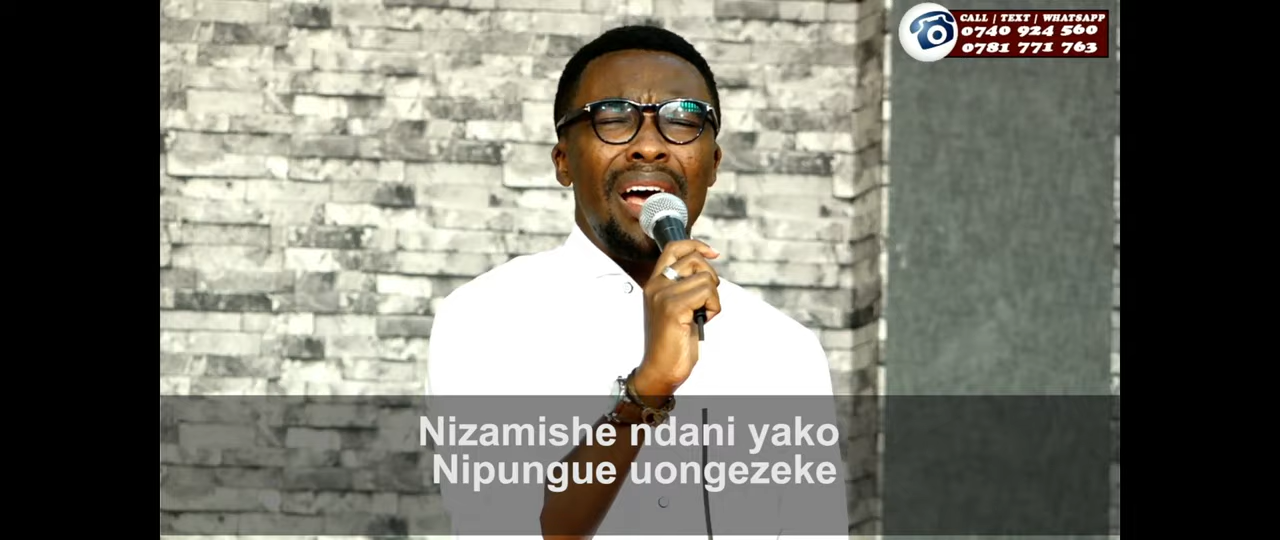 CALL | TEXT | WHATSAPP
0740 924 560
0781 771 763
Nizamishe ndani yako
Nipungue uongezeke